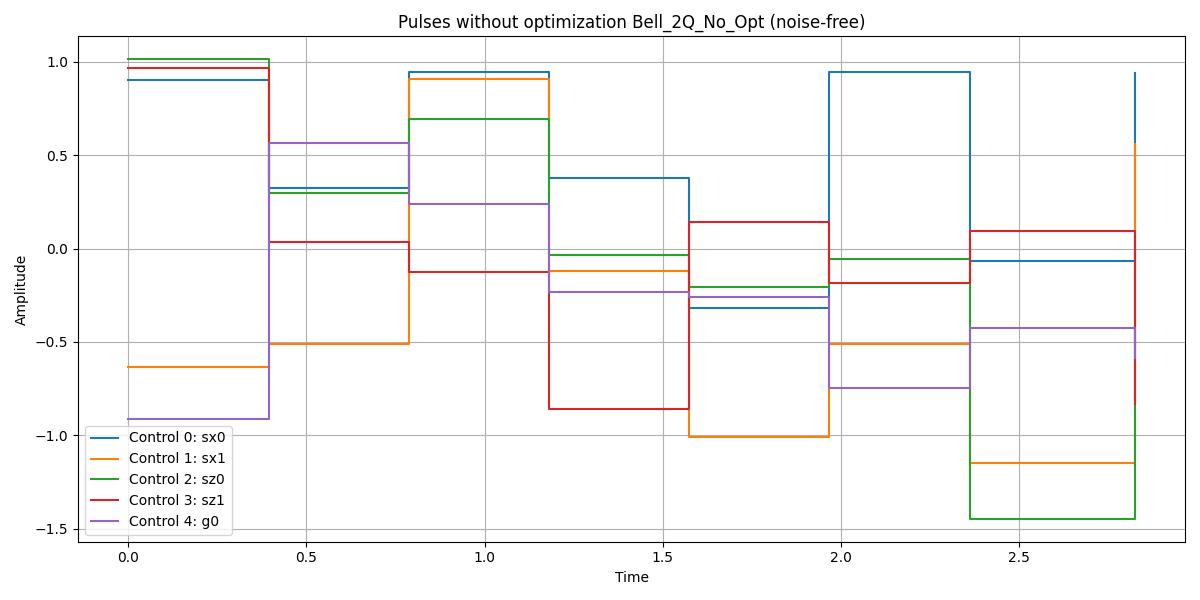 Pulses without optimization Bell_2Q_No_Opt (noise-free)
1.0
0.5
0.0
−0.5
−1.0
−1.5
Amplitude
Control 0: sx0
Control 1: sx1
Control 2: sz0
Control 3: sz1
Control 4: g0
0.0 0.5 1.0 1.5 2.0 2.5
Time